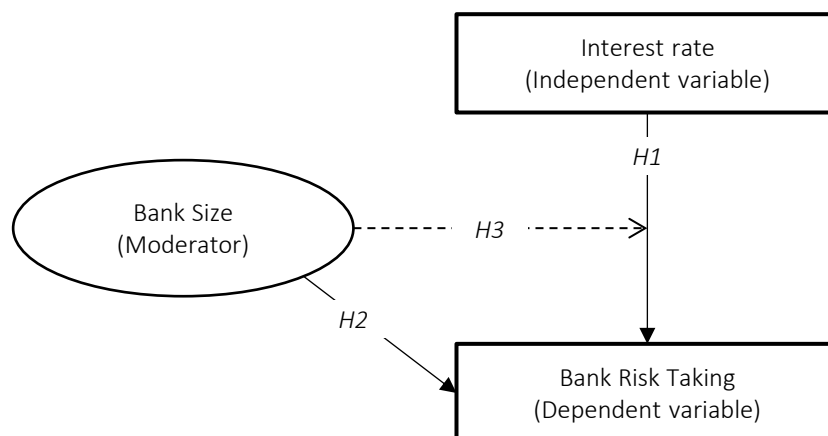 Interest rate
(Independent variable)
H1
Bank Size
(Moderator)
H3
H2
Bank Risk Taking
(Dependent variable)